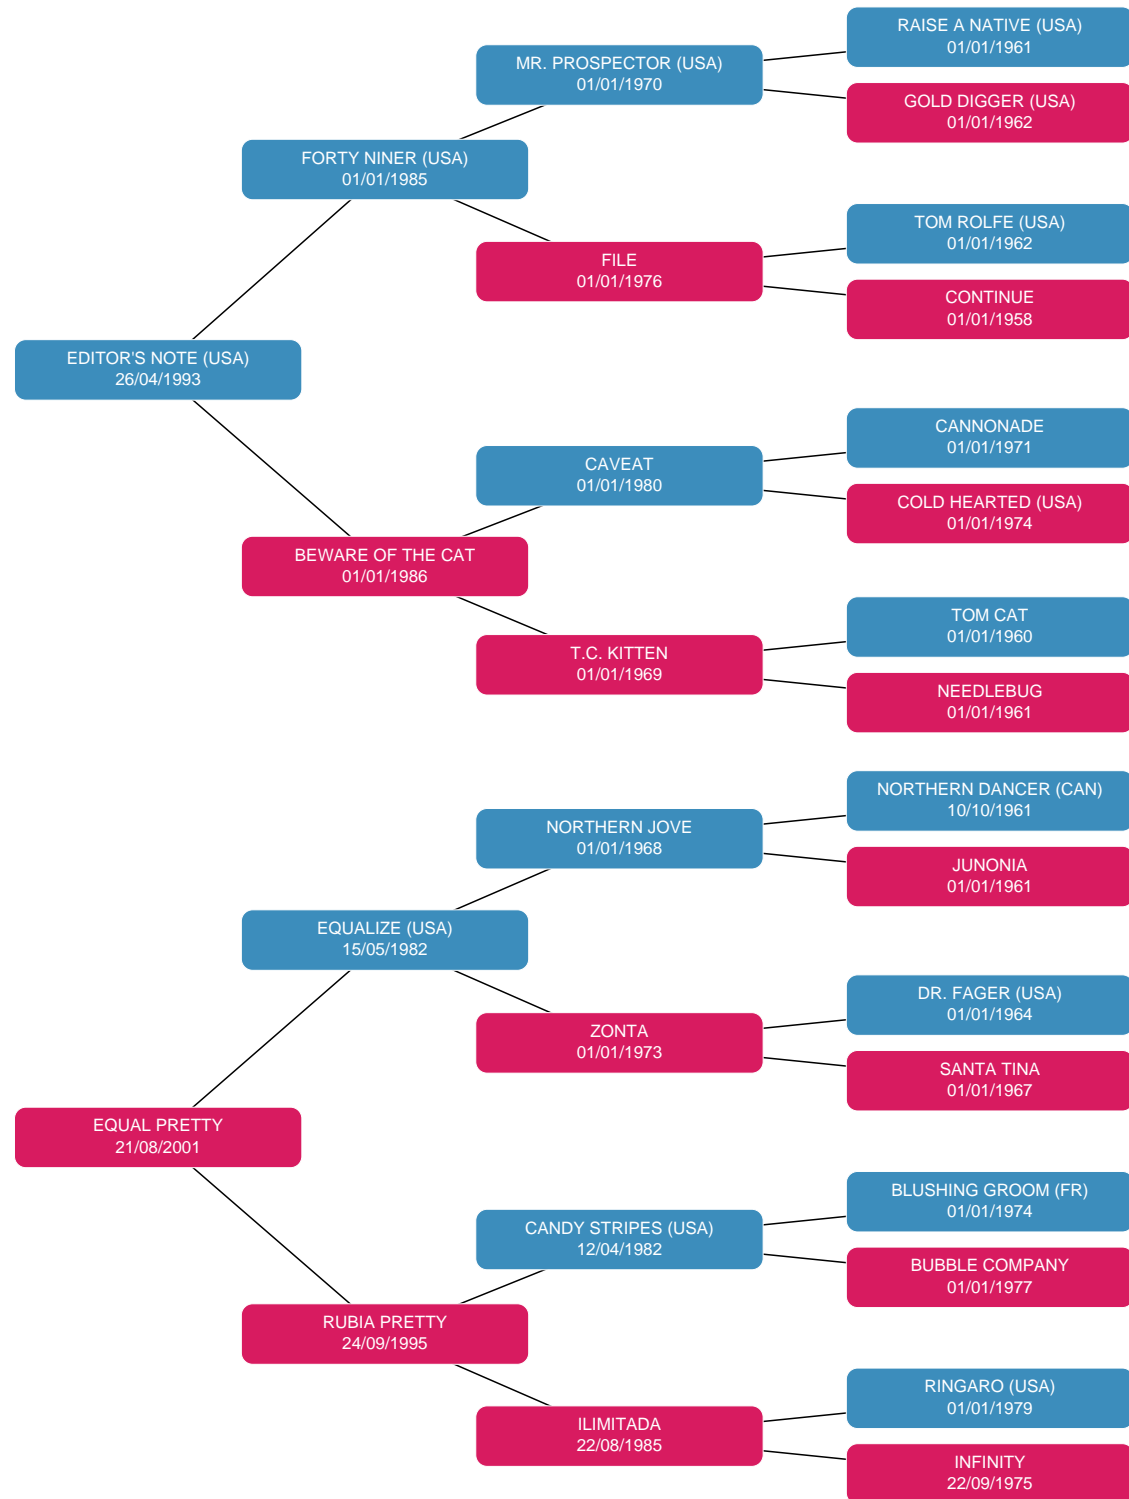 RAISE A NATIVE (USA)
01/01/1961
MR. PROSPECTOR (USA)
01/01/1970
GOLD DIGGER (USA)
01/01/1962
FORTY NINER (USA)
01/01/1985
TOM ROLFE (USA)
01/01/1962
FILE
01/01/1976
CONTINUE
01/01/1958
EDITOR'S NOTE (USA)
26/04/1993
CANNONADE
01/01/1971
CAVEAT
01/01/1980
COLD HEARTED (USA)
01/01/1974
BEWARE OF THE CAT
01/01/1986
TOM CAT
01/01/1960
T.C. KITTEN
01/01/1969
NEEDLEBUG
01/01/1961
NORTHERN DANCER (CAN)
10/10/1961
NORTHERN JOVE
01/01/1968
JUNONIA
01/01/1961
EQUALIZE (USA)
15/05/1982
DR. FAGER (USA)
01/01/1964
ZONTA
01/01/1973
SANTA TINA
01/01/1967
EQUAL PRETTY
21/08/2001
BLUSHING GROOM (FR)
01/01/1974
CANDY STRIPES (USA)
12/04/1982
BUBBLE COMPANY
01/01/1977
RUBIA PRETTY
24/09/1995
RINGARO (USA)
01/01/1979
ILIMITADA
22/08/1985
INFINITY
22/09/1975